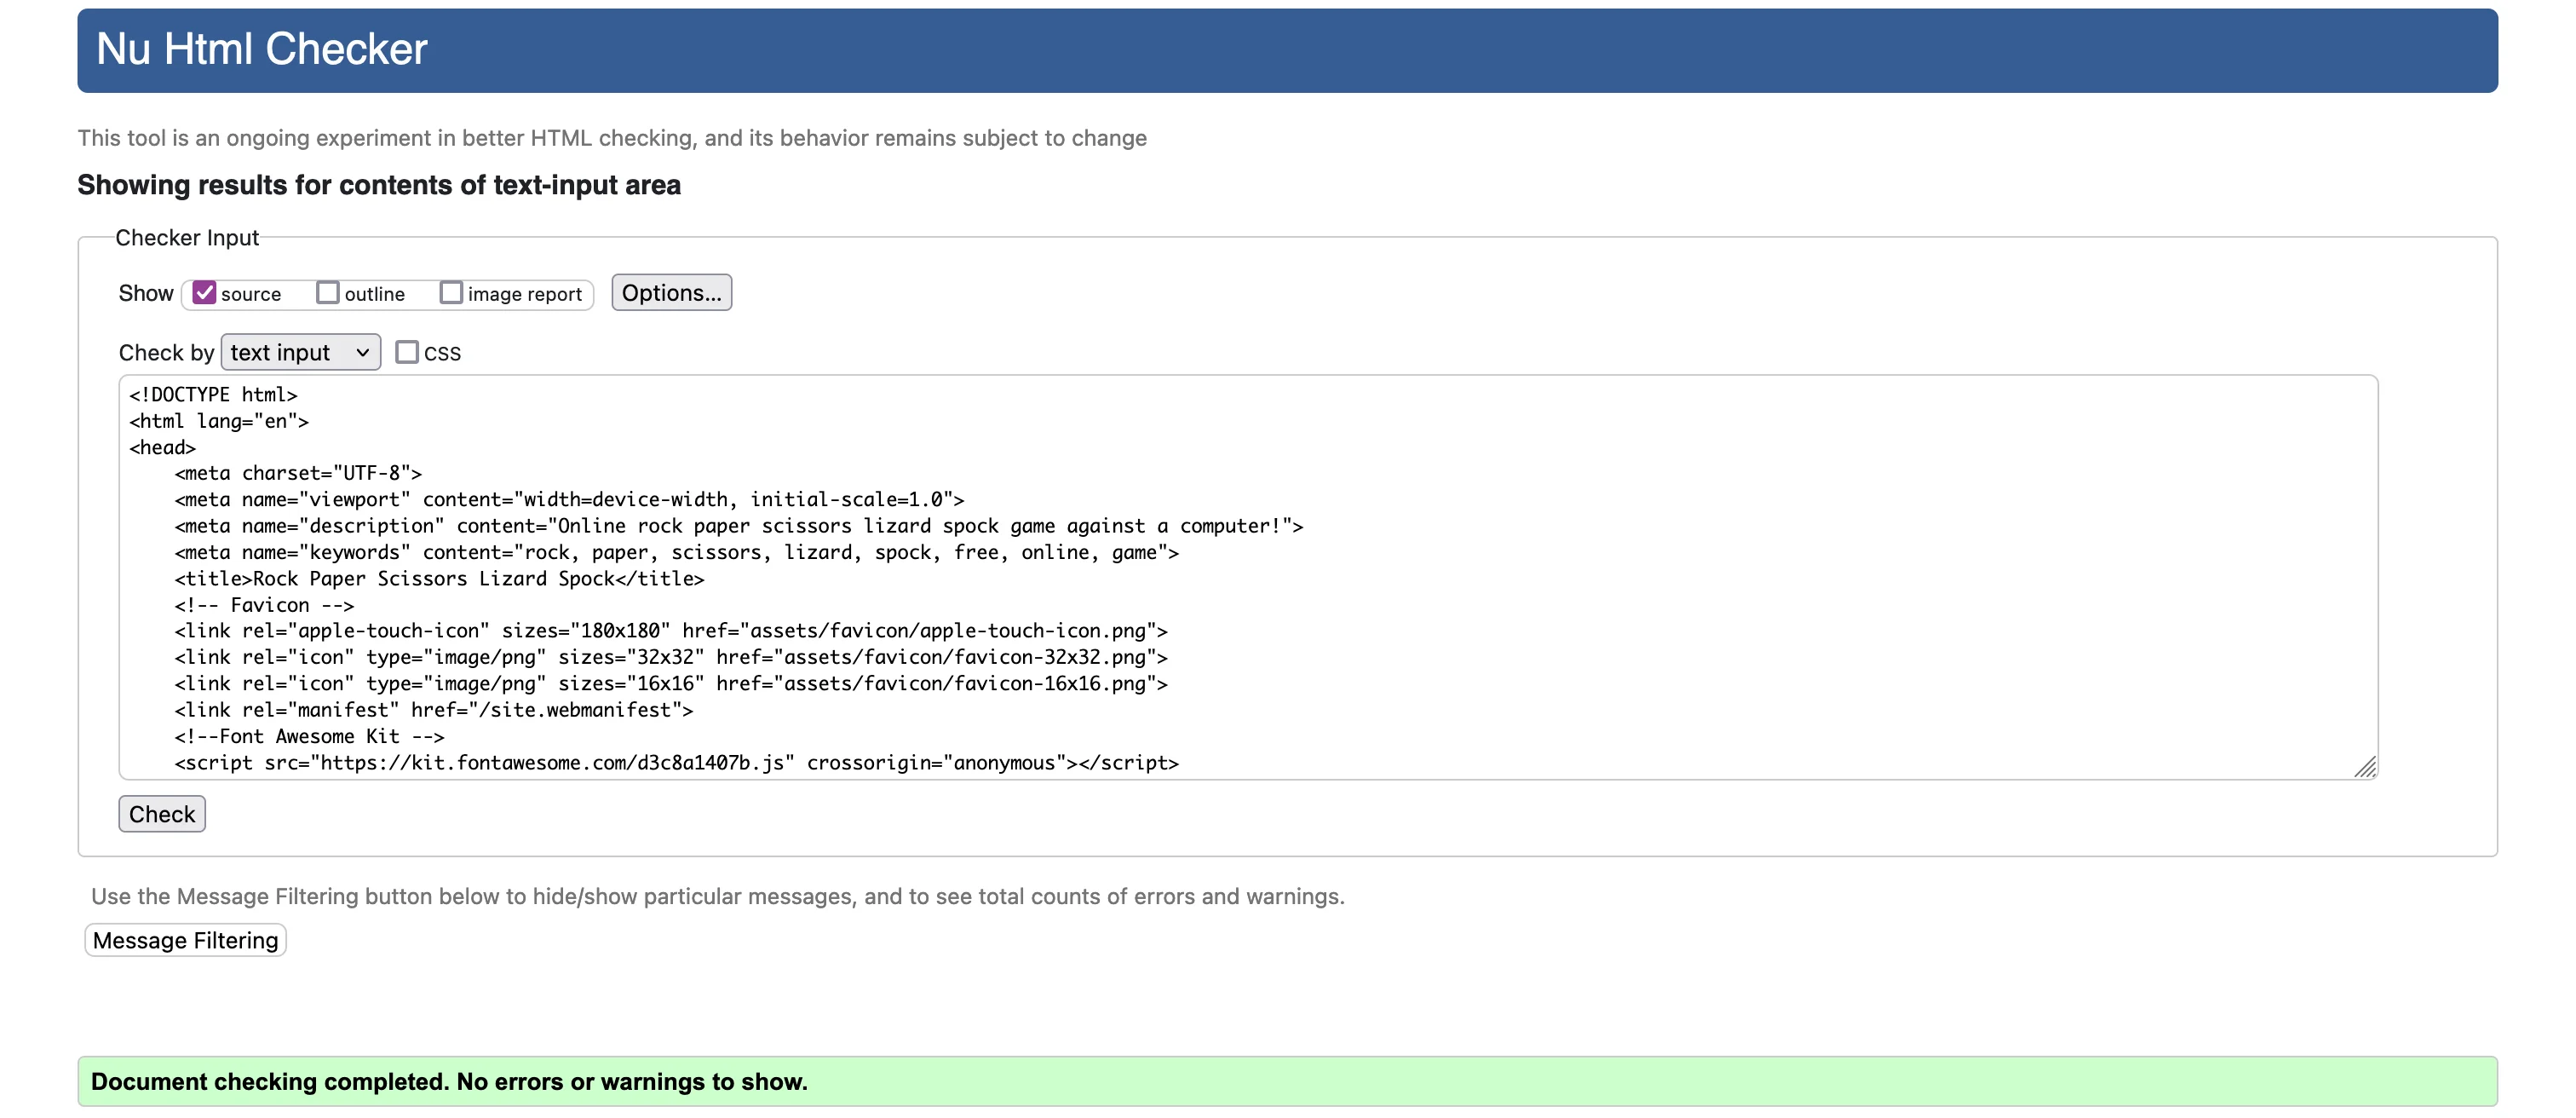 Nu Html Checker
This tool is an ongoing experiment in better HTML checking, and its behavior remains subject to change
Showing results for contents of text-input area
Checker Input
Show source outline image report Options...
Check by text input CSS
<!DOCTYPE html>
<html lang="en">
<head>
    <meta charset="UTF-8">
    <meta name="viewport" content="width=device-width, initial-scale=1.0">
    <meta name="description" content="Online rock paper scissors lizard spock game against a computer!">
    <meta name="keywords" content="rock, paper, scissors, lizard, spock, free, online, game">
    <title>Rock Paper Scissors Lizard Spock</title>
    <!-- Favicon -->
    <link rel="apple-touch-icon" sizes="180x180" href="assets/favicon/apple-touch-icon.png">
    <link rel="icon" type="image/png" sizes="32x32" href="assets/favicon/favicon-32x32.png">
    <link rel="icon" type="image/png" sizes="16x16" href="assets/favicon/favicon-16x16.png">
    <link rel="manifest" href="/site.webmanifest">
    <!--Font Awesome Kit -->
    <script src="https://kit.fontawesome.com/d3c8a1407b.js" crossorigin="anonymous"></script>
Check
Use the Message Filtering button below to hide/show particular messages, and to see total counts of errors and warnings.
Message Filtering
Document checking completed. No errors or warnings to show.